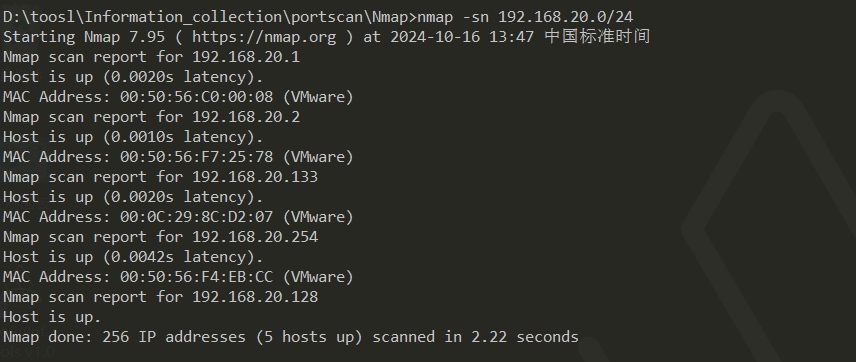 D:\toosl\Information_collection\portscan\Nmap>nmap -sn 192.168.20.0/24
Starting Nmap 7.95 ( https://nmap.org ) at 2024-10-16 13:47 中国标准时间
Nmap scan report for 192.168.20.1
Host is up (0.0020s latency).
MAC Address: 00:50:56:C0:00:08 (VMware)
Nmap scan report for 192.168.20.2
Host is up (0.0010s latency).
MAC Address: 00:50:56:F7:25:78 (VMware)
Nmap scan report for 192.168.20.133
Host is up (0.0020s latency).
MAC Address: 00:0C:29:8C:D2:07 (VMware)
Nmap scan report for 192.168.20.254
Host is up (0.0042s latency).
MAC Address: 00:50:56:F4:EB:CC (VMware)
Nmap scan report for 192.168.20.128
Host is up.
Nmap done: 256 IP addresses (5 hosts up) scanned in 2.22 seconds